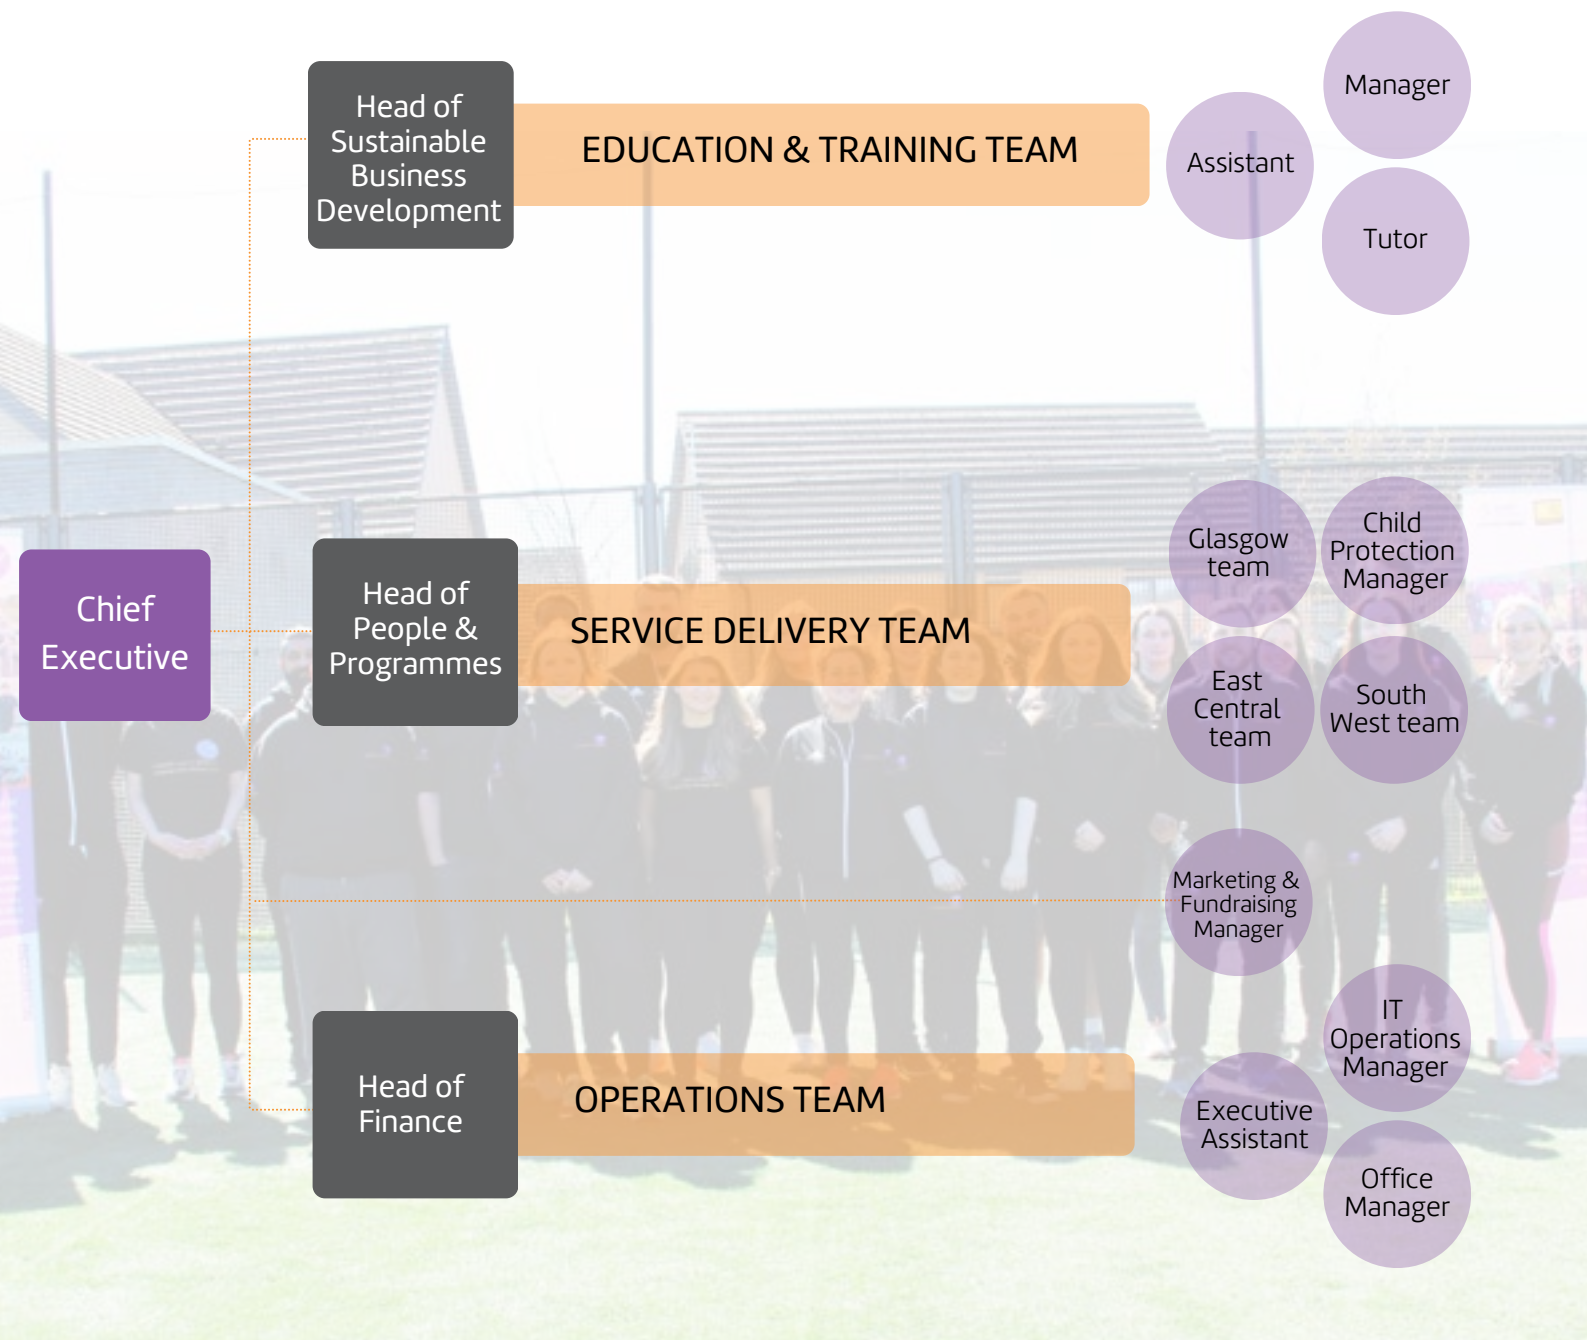 Head of
Sustainable
Business
Development
EDUCATION & TRAINING TEAM
Assistant
Manager
Tutor
Chief
Executive
Head of
People &
Programmes
SERVICE DELIVERY TEAM
Glasgow
team
Child
Protection
Manager
East
Central
team
South
West team
Marketing &
Fundraising
Manager
Head of
Finance
OPERATIONS TEAM
Executive
Assistant
IT
Operations
Manager
Office
Manager